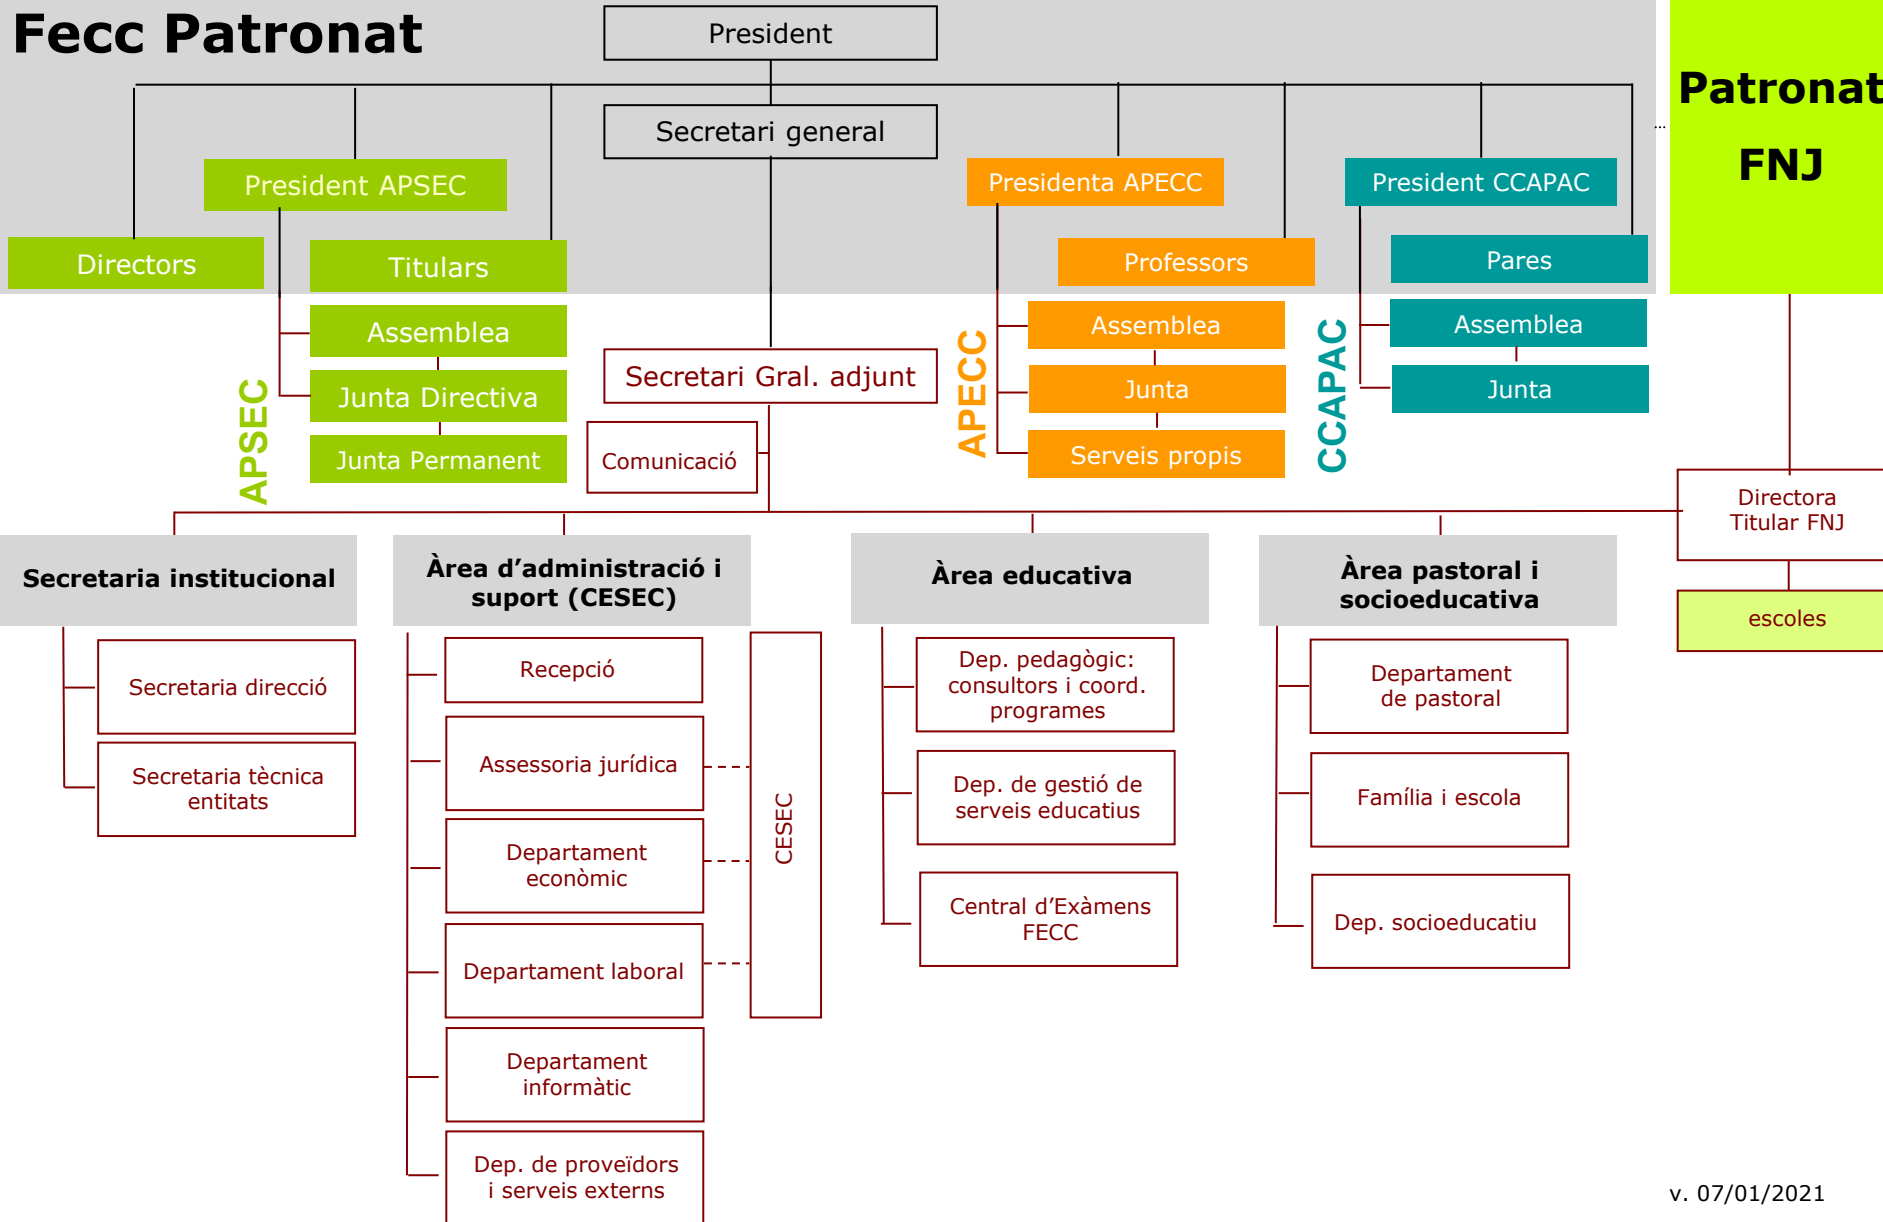 Fecc Patronat
President
Patronat
FNJ
Secretari general
...
President APSEC
Presidenta APECC
President CCAPAC
Directors
Titulars
Professors
Pares
Assemblea
Assemblea
Assemblea
APSEC
Junta Directiva
Secretari Gral. adjunt
APECC
Junta
CCAPAC
Junta
Junta Permanent
Comunicació
Serveis propis
Directora
Titular FNJ
Secretaria institucional
Àrea d’administració i
suport (CESEC)
Àrea educativa
Àrea pastoral i
socioeducativa
escoles
Secretaria direcció
Secretaria tècnica
entitats
Recepció
Assessoria jurídica
Departament
econòmic
Departament laboral
Departament
informàtic
Dep. de proveïdors
i serveis externs
CESEC
Dep. pedagògic:
consultors i coord.
programes
Dep. de gestió de
serveis educatius
Central d’Exàmens
FECC
Departament
de pastoral
Família i escola
Dep. socioeducatiu
v. 07/01/2021